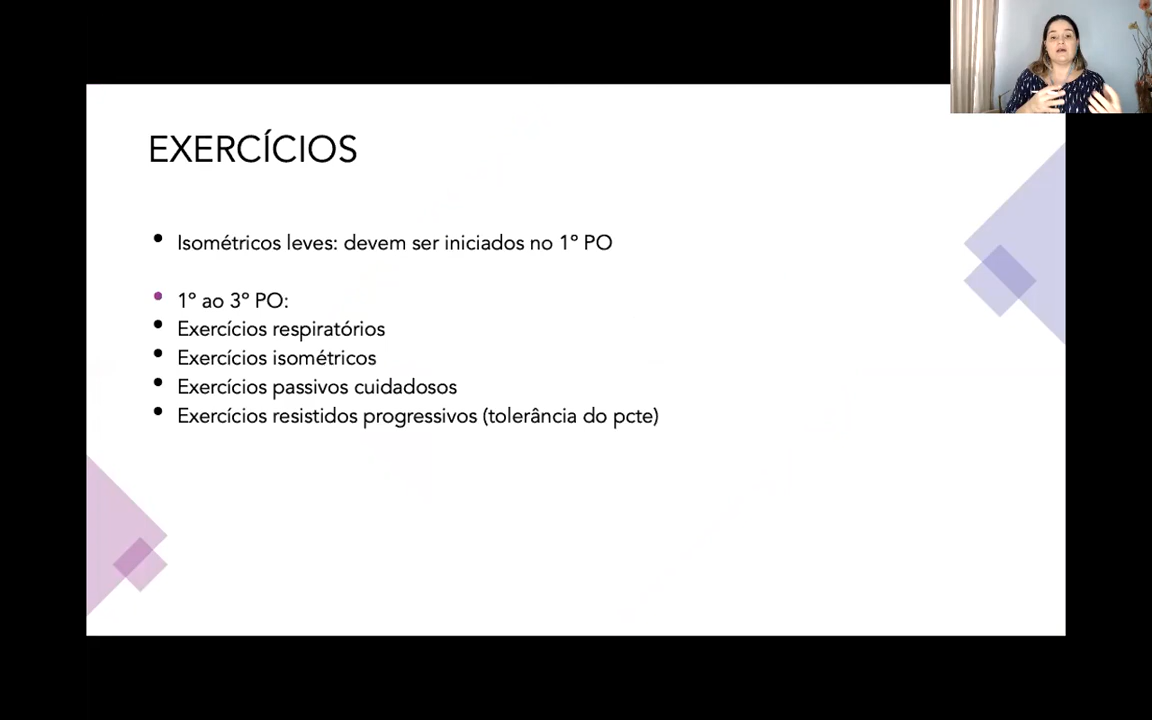 EXERCÍCIOS
• Isométricos leves: devem ser iniciados no 1º PO
• 1º ao 3º PO:
• Exercícios respiratórios
• Exercícios isométricos
• Exercícios passivos cuidadosos
• Exercícios resistidos progressivos (tolerância do pcte)